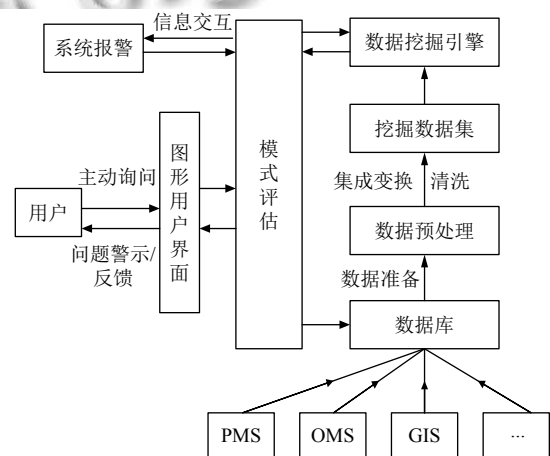 信息交互
系统报警
数据挖掘引擎
挖掘数据集
集成变换 清洗
模式评估
图形用户界面
主动询问
用户
问题警示/
反馈
数据预处理
数据准备
数据库
PMS
OMS
GIS
...